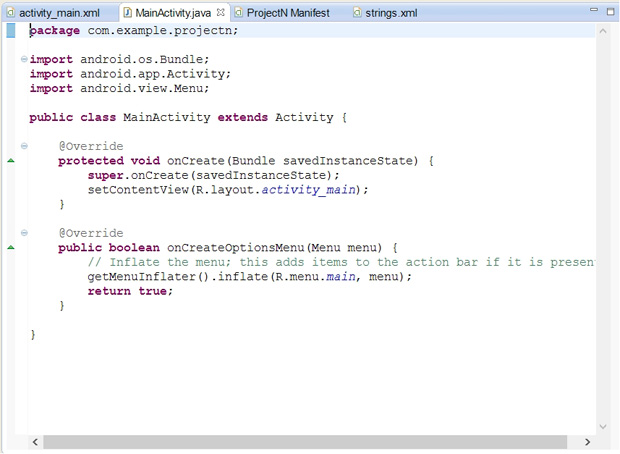 activity_main.xml MainActivity.java ProjectN Manifest strings.xml
package com.example.projectn;
import android.os.Bundle;
import android.app.Activity;
import android.view.Menu;
public class MainActivity extends Activity {
@Override
protected void onCreate(Bundle savedInstanceState) {
super.onCreate(savedInstanceState);
setContentView(R.layout.activity_main);
}
@Override
public boolean onCreateOptionsMenu(Menu menu) {
// Inflate the menu; this adds items to the action bar if it is presen
getMenuInflater().inflate(R.menu.main, menu);
return true;
}
}